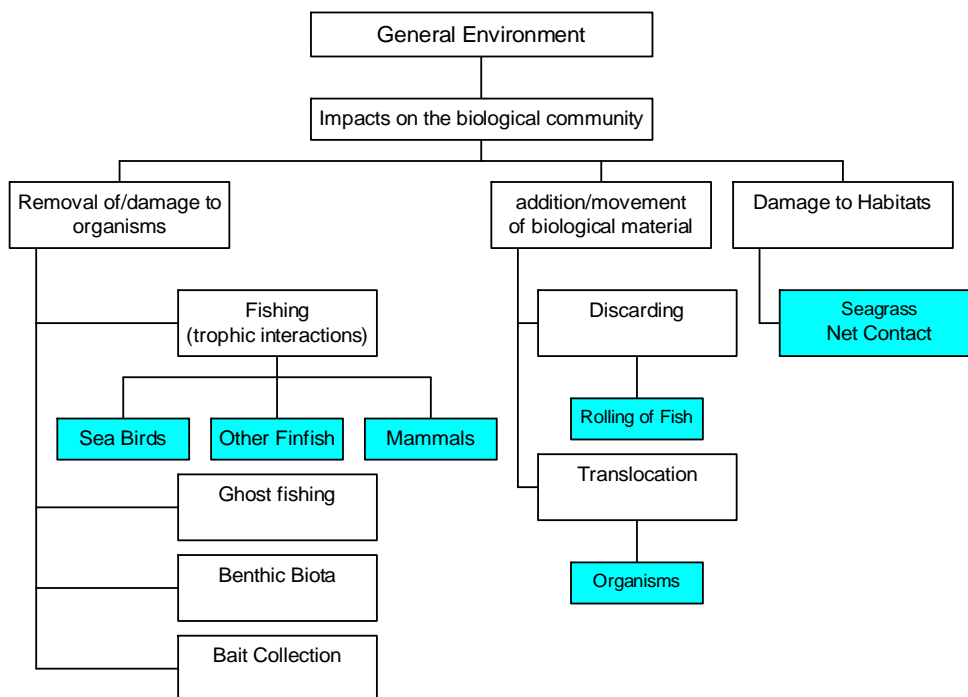 General Environment
Impacts on the biological community
Removal of/damage to
organisms
addition/movement
of biological material
Damage to Habitats
Fishing
(trophic interactions)
Discarding
Seagrass
Net Contact
Sea Birds
Other Finfish
Mammals
Rolling of Fish
Ghost fishing
Translocation
Benthic Biota
Organisms
Bait Collection